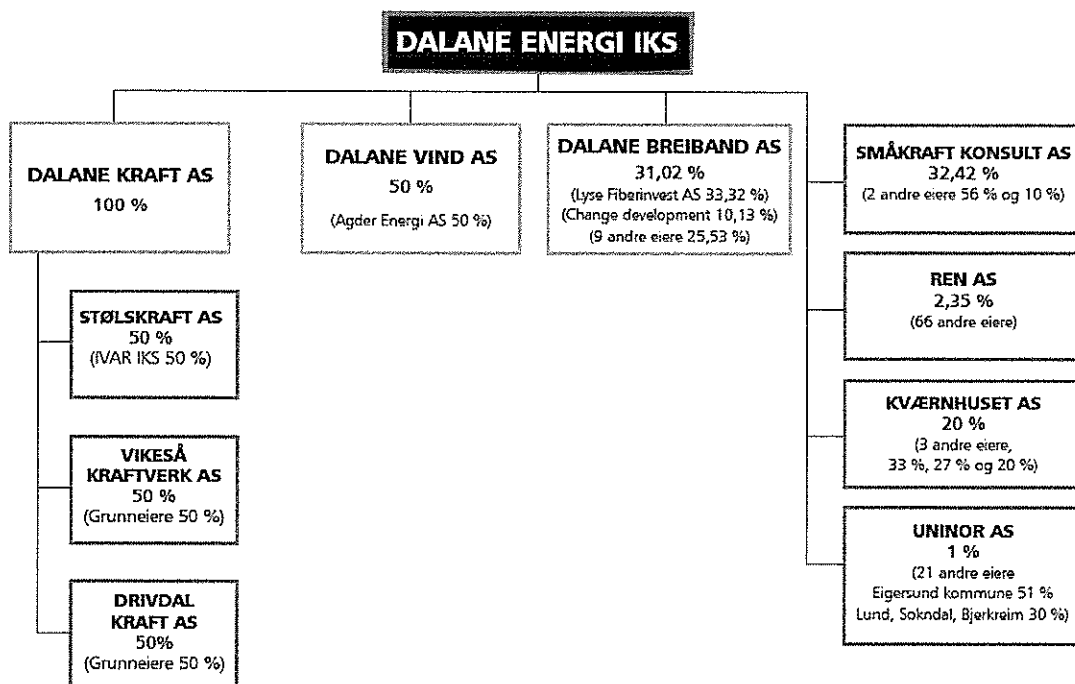 DALANE ENERGI IKS
DALANE KRAFT AS
100 %
DALANE VIND AS
50 %
(Agder Energi AS 50 %)
DALANE BREIBAND AS
31,02 %
(Lyse Fiberinvest AS 33,32 %)
(Change development 10,13 %)
(9 andre eiere 25,53 %)
SMÅKRAFT KONSULT AS
32,42 %
(2 andre eiere 56 % og 10 %)
STØLSKRAFT AS
50 %
(IVAR IKS 50 %)
REN AS
2,35 %
(66 andre eiere)
VIKESÅ
KRAFTVERK AS
50 %
(Grunneiere 50 %)
KVÆRNHUSET AS
20 %
(3 andre eiere,
33 %, 27 % og 20 %)
DRIVDAL
KRAFT AS
50%
(Grunneiere 50 %)
UNINOR AS
1 %
(21 andre eiere
Eigersund kommune 51 %
Lund, Sokndal, Bjerkreim 30 %)